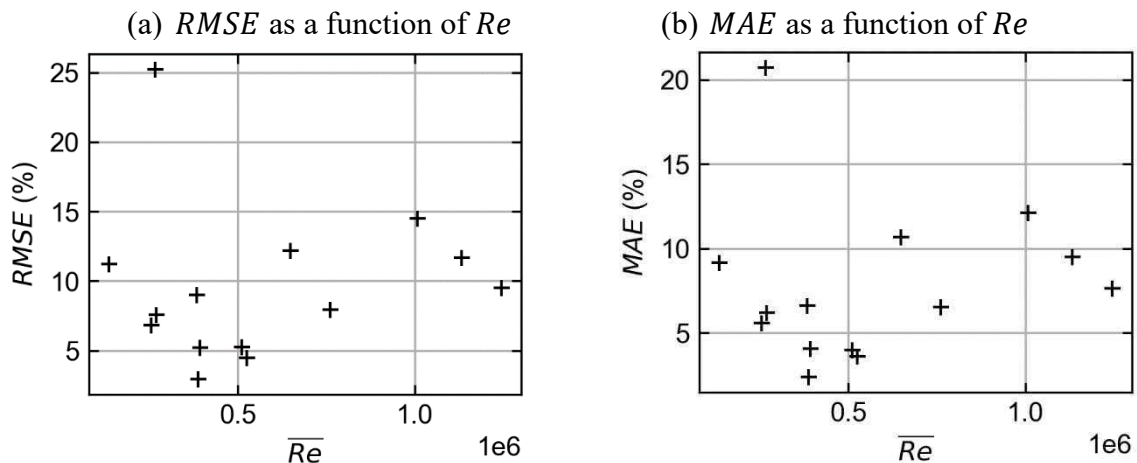 (a) RMSE as a function of Re
25
20
15
10
5
RMSE (%)
0.5
1.0
1e6
Re
(b) MAE as a function of Re
20
15
10
5
MAE (%)
0.5
1.0
1e6
Re